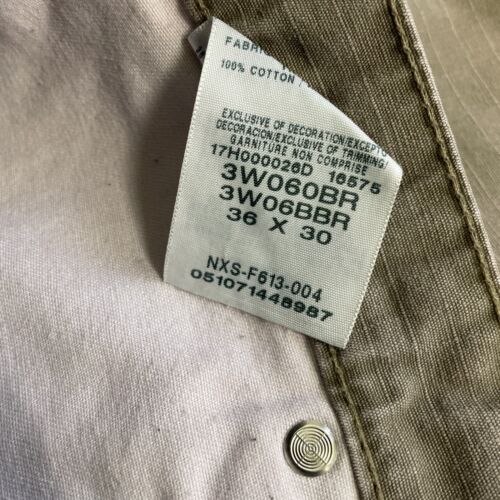 FABRIC
100% COTTON /
EXCLUSIVE OF DECORATION/EXCEPTO
DECORACION/EXCLUSIVE OF TRIMMING/
GARNITURE NON COMPRISE
17H000026D 16575
3W060BR
3W06BBR
36 X 30
NXS-F613-004
051071448987